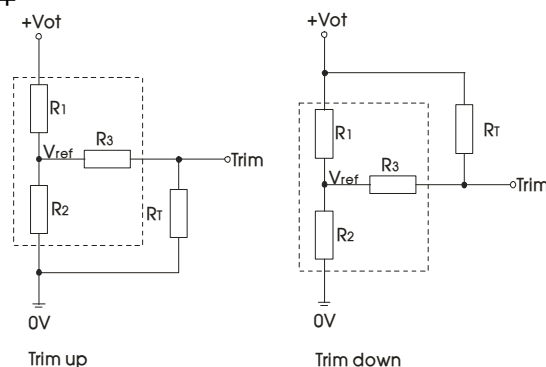 +Vot
R1
R3
Vref
Trim
R2
RT
0V
Trim up
+Vot
R1
RT
R3
Vref
Trim
R2
0V
Trim down